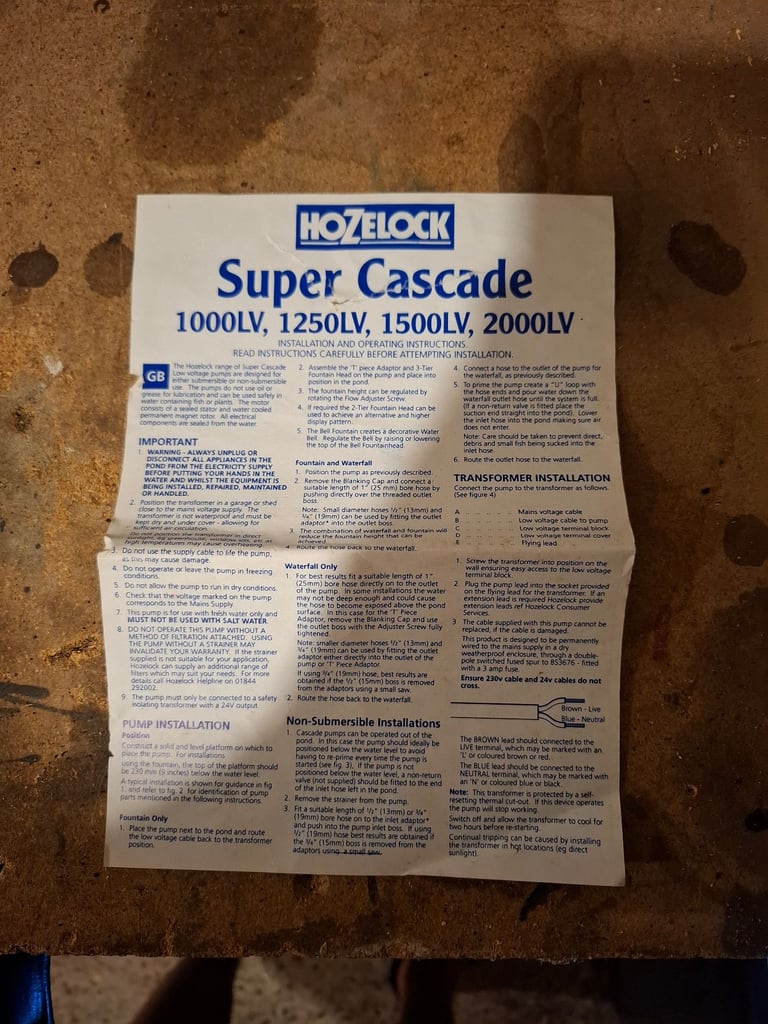 HOZELOCK
Super Cascade
1000LV, 1250LV, 1500LV, 2000LV
INSTALLATION AND OPERATING INSTRUCTIONS.
READ INSTRUCTIONS CAREFULLY BEFORE ATTEMPTING INSTALLATION.
GB
The Hozelock range of Super Cascade
Low voltage pumps are designed for
either submersible or non-submersible
use. The pumps do not use oil or
grease for lubrication and can be used safely in
water containing fish or plants. The motor
consists of a sealed stator and water cooled
permanent magnet rotor. All electrical
components are sealed from the water.
IMPORTANT
1. WARNING - ALWAYS UNPLUG OR
DISCONNECT ALL APPLIANCES IN THE
POND FROM THE ELECTRICITY SUPPLY
BEFORE PUTTING YOUR HANDS IN THE
WATER AND WHILST THE EQUIPMENT IS
BEING INSTALLED, REPAIRED, MAINTAINED
OR HANDLED.
2. Position the transformer in a garage or shed
close to the mains voltage supply. The
transformer is not waterproof and must be
kept dry and under cover - allowing for
sufficient air circulation.
Do not position the transformer in direct
sunlight, eg greenhouse, window sills, etc as
high temperatures may cause overheating.
3. Do not use the supply cable to life the pump,
as this may cause damage.
4. Do not operate or leave the pump in freezing
conditions.
5. Do not allow the pump to run in dry conditions.
6. Check that the voltage marked on the pump
corresponds to the Mains Supply.
7. This pump is for use with fresh water only and
MUST NOT BE USED WITH SALT WATER.
8. DO NOT OPERATE THIS PUMP WITHOUT A
METHOD OF FILTRATION ATTACHED. USING
THE PUMP WITHOUT A STRAINER MAY
INVALIDATE YOUR WARRANTY. If the strainer
supplied is not suitable for your application,
Hozelock can supply an additional range of
filters which may suit your needs. For more
details call Hozelock Helpline on 01844
292002.
9. The pump must only be connected to a safety
isolating transformer with a 24V output.
PUMP INSTALLATION
Position
Construct a solid and level platform on which to
place the pump. For installations
using the fountain, the top of the platform should
be 230 mm (9 inches) below the water level.
A typical installation is shown for guidance in fig
1. and refer to fig. 2 for identification of pump
parts mentioned in the following instructions.
Fountain Only
1. Place the pump next to the pond and route
the low voltage cable back to the transformer
position.
2. Assemble the 'T' piece Adaptor and 3-Tier
Fountain Head on the pump and place into
position in the pond.
3. The fountain height can be regulated by
rotating the Flow Adjuster Screw.
4. If required the 2-Tier Fountain Head can be
used to achieve an alternative and higher
display pattern.
5. The Bell Fountain creates a decorative Water
Bell. Regulate the Bell by raising or lowering
the top of the Bell Fountainhead.
Fountain and Waterfall
1. Position the pump as previously described.
2. Remove the Blanking Cap and connect a
suitable length of 1" (25 mm) bore hose by
pushing directly over the threaded outlet
boss.
Note: Small diameter hoses ½" (13mm) and
¾" (19mm) can be used by fitting the outlet
adaptor* into the outlet boss.
3. The combination of waterfall and fountain will
reduce the fountain height that can be
achieved.
4. Route the hose back to the waterfall.
Waterfall Only
1. For best results fit a suitable length of 1"
(25mm) bore hose directly on to the outlet
of the pump. In some installations the water
may not be deep enough and could cause
the hose to become exposed above the pond
surface. In this case for the 'T' Piece
Adaptor, remove the Blanking Cap and use the
outlet boss with the Adjuster Screw fully
tightened.
Note: smaller diameter hoses ½" (13mm) and
¾" (19mm) can be used by fitting the outlet
adaptor either directly into the outlet of the
pump or 'T' Piece Adaptor.
If using ¾" (19mm) hose, best results are
obtained if the ½" (15mm) boss is removed
from the adaptors using a small saw.
2. Route the hose back to the waterfall.
Non-Submersible Installations
1. Cascade pumps can be operated out of the
pond. In this case the pump should ideally be
positioned below the water level to avoid
having to re-prime every time the pump is
started (see fig. 3), If the pump is not
positioned below the water level, a non-return
valve (not supplied) should be fitted to the end
of the inlet hose left in the pond.
2. Remove the strainer from the pump.
3. Fit a suitable length of ½" (13mm) or ¾"
(19mm) bore hose on to the inlet adaptor*
and push into the pump inlet boss. If using
½" (19mm) hose best results are obtained if
the ¾" (15mm) boss is removed from the
adaptors using a small saw.
4. Connect a hose to the outlet of the pump for
the waterfall, as previously described.
5. To prime the pump create a "U" loop with
the hose ends and pour water down the
waterfall outlet hose until the system is full.
(If a non-return valve is fitted place the
suction end straight into the pond). Lower
the inlet hose into the pond making sure air
does not enter.
Note: Care should be taken to prevent direct,
debris and small fish being sucked into the
inlet hose.
6. Route the outlet hose to the waterfall.
TRANSFORMER INSTALLATION
Connect the pump to the transformer as follows.
(See figure 4)
A Mains voltage cable
B Low voltage cable to pump
C Low voltage terminal block
D Low voltage terminal cover
E Flying lead.
1. Screw the transformer into position on the
wall ensuring easy access to the low voltage
terminal block.
2. Plug the pump lead into the socket provided
on the flying lead for the transformer. If an
extension lead is required Hozelock provide
extension leads ref Hozelock Consumer
Services.
3 The cable supplied with this pump cannot be
replaced, if the cable is damaged.
This product is designed to be permanently
wired to the mains supply in a dry
weatherproof enclosure, through a double-
pole switched fused spur to BS3676 - fitted
with a 3 amp fuse.
Ensure 230v cable and 24v cables do not
cross.
Brown - Live
Blue - Neutral
The BROWN lead should connected to the
LIVE terminal, which may be marked with an
'L' or coloured brown or red.
The BLUE lead should be connected to the
NEUTRAL terminal, which may be marked with
an 'N' or coloured blue or black.
Note: This transformer is protected by a self-
resetting thermal cut-out. If this device operates
the pump will stop working.
Switch off and allow the transformer to cool for
two hours before re-starting.
Continual tripping can be caused by installing
the transformer in hot locations (eg direct
sunlight).